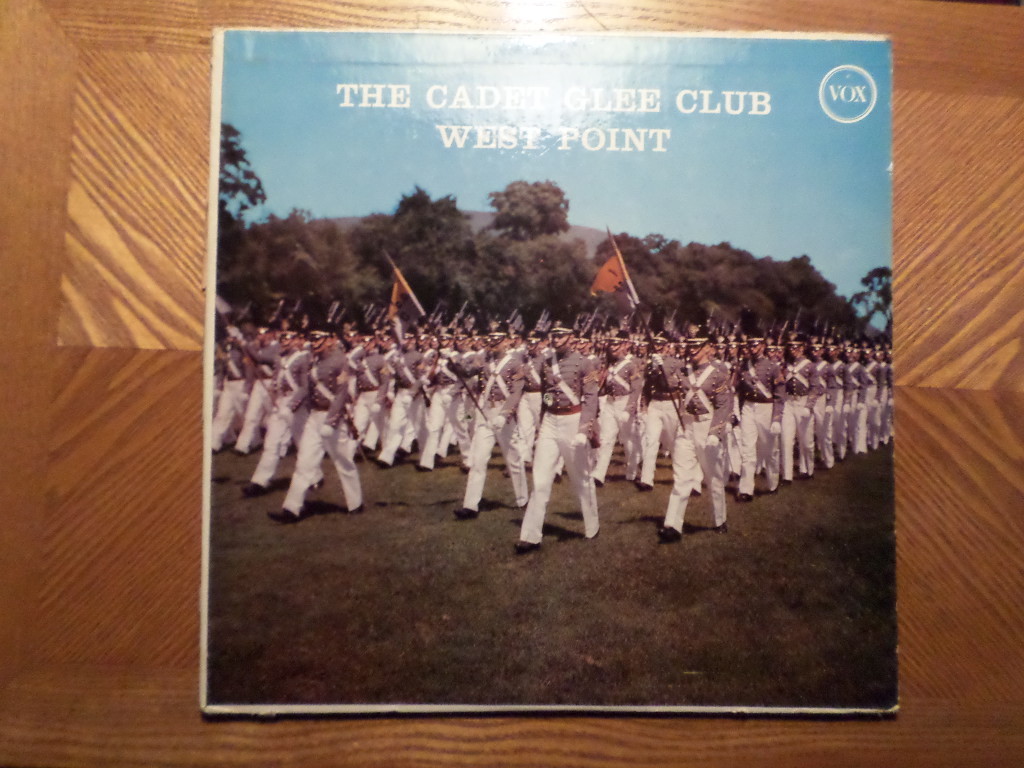 THE CADET GLEE CLUB
WEST POINT
VOX